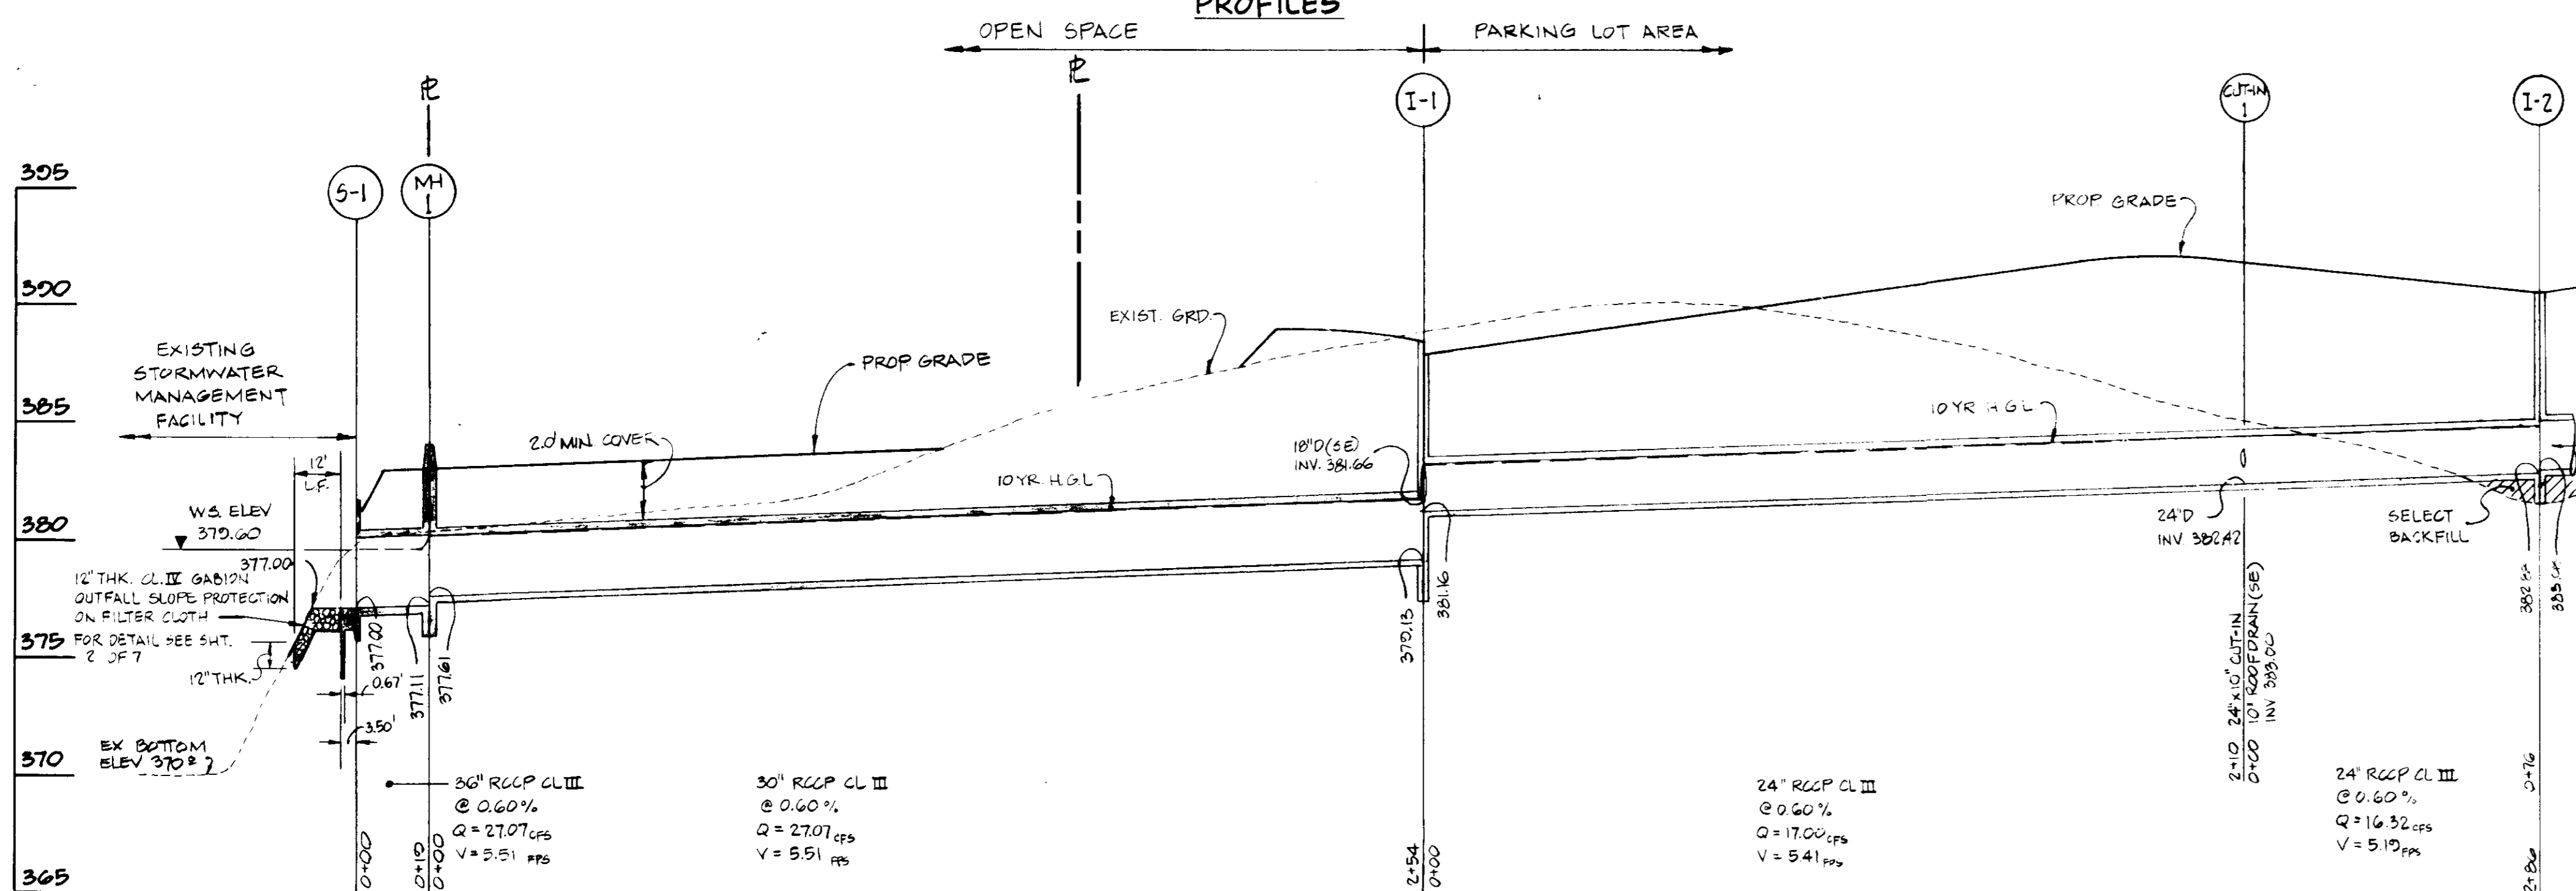 PROFILES
OPEN SPACE
PARKING LOT AREA
PL
PL
I-1
CUT-IN
1
I-2
S-1
MH
1
395
390
385
380
375
370
365
PROP GRADE
EXIST. GRD.
PROP GRADE
EXISTING
STORMWATER
MANAGEMENT
FACILITY
12'
L.F.
2.0' MIN COVER
10 YR. H.G.L
18"D(SE)
INV. 381.66
10 YR H.G.L.
W.S. ELEV
379.60
377.00
12" THK. CL. IV GABION
OUTFALL SLOPE PROTECTION
ON FILTER CLOTH
FOR DETAIL SEE SHT.
2 OF 7
12" THK.
0.67'
3.50'
EX BOTTOM
ELEV 370±
377.00
377.11
377.61
379.13
381.16
24"D
INV 382.42
SELECT
BACKFILL
2+10 24"x10" CUT-IN
0+00 10" ROOFDRAIN(SE)
INV 383.00
36" RCCP CL III
@ 0.60%
Q = 27.07 CFS
V = 5.51 FPS
30" RCCP CL III
@ 0.60%
Q = 27.07 CFS
V = 5.51 FPS
24" RCCP CL III
@ 0.60%
Q = 17.00 CFS
V = 5.41 FPS
24" RCCP CL III
@ 0.60%
Q = 16.32 CFS
V = 5.19 FPS
0+00
0+19
0+00
2+54
0+00
0+76
2+86